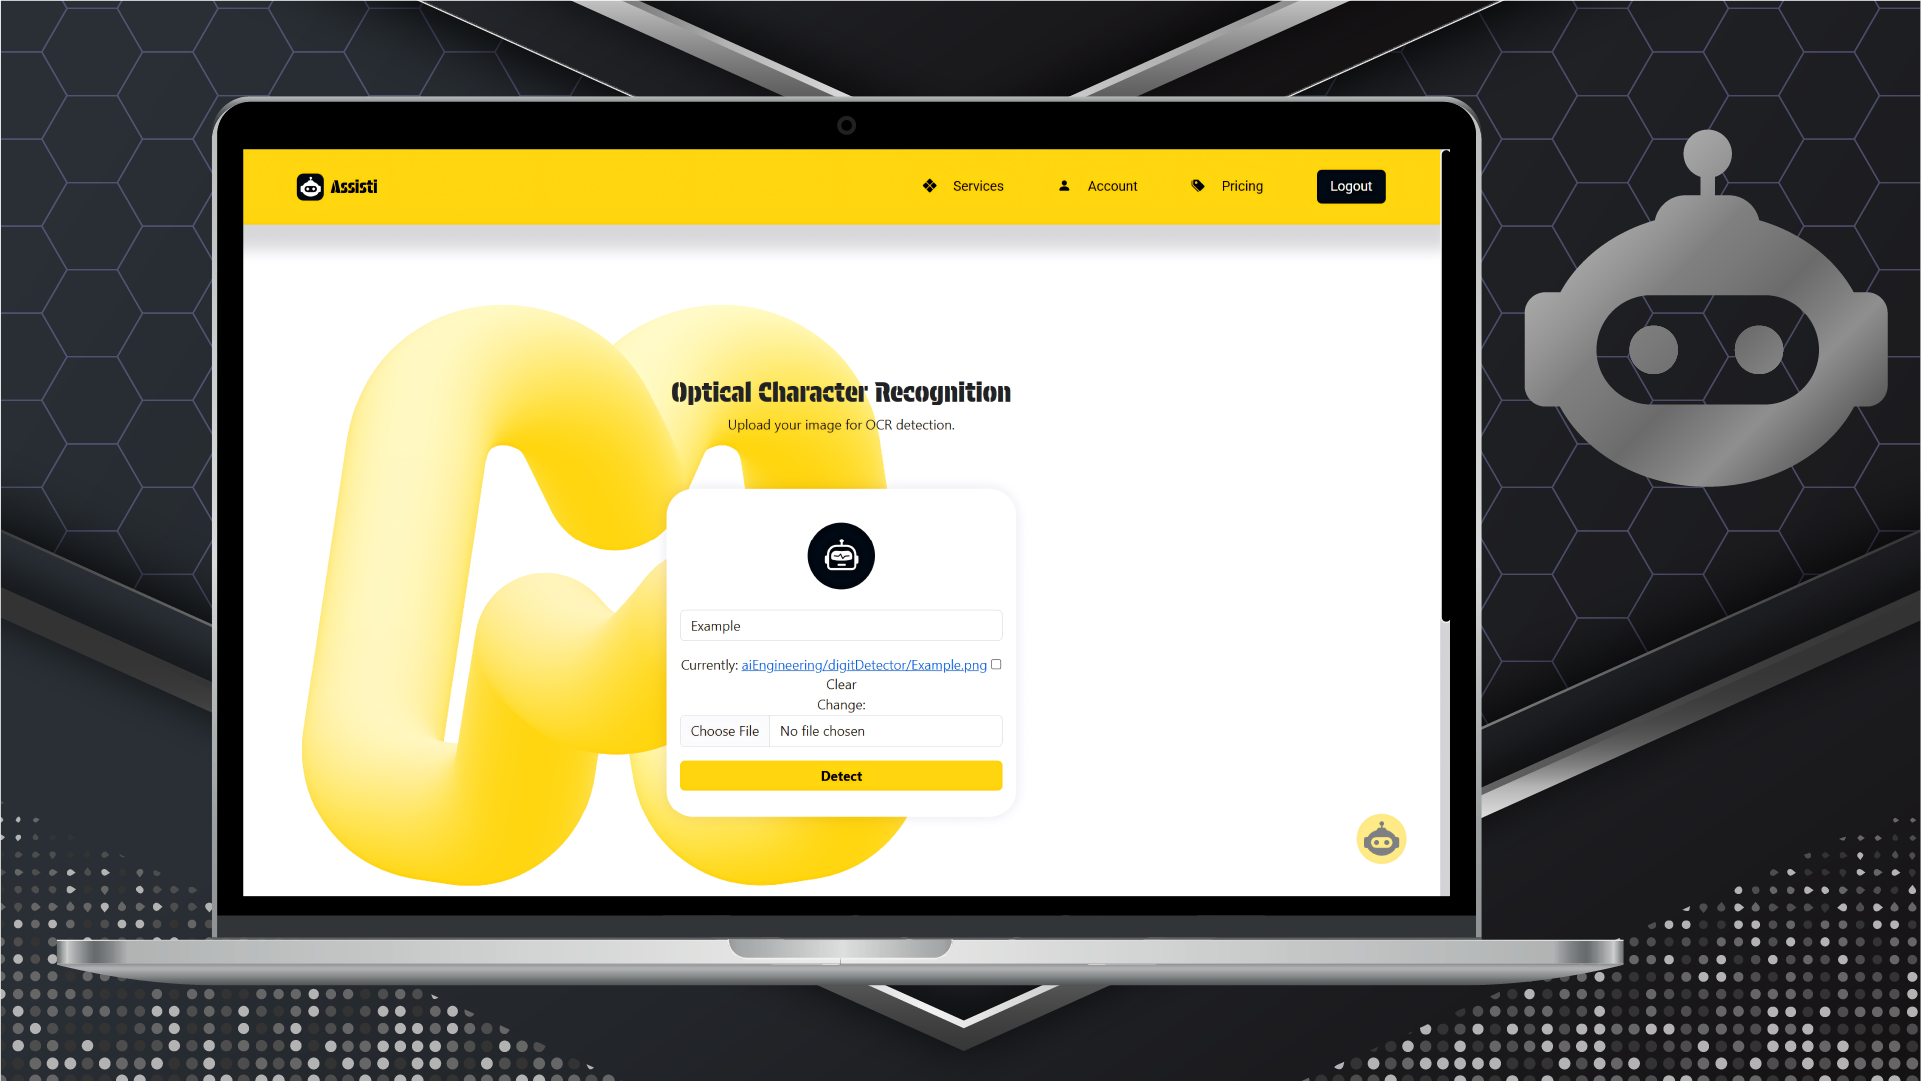 Assisti
Services
Account
Pricing
Logout
Optical Character Recognition
Upload your image for OCR detection.
Example
Currently: aiEngineering/digitDetector/Example.png
Clear
Change:
Choose File No file chosen
Detect